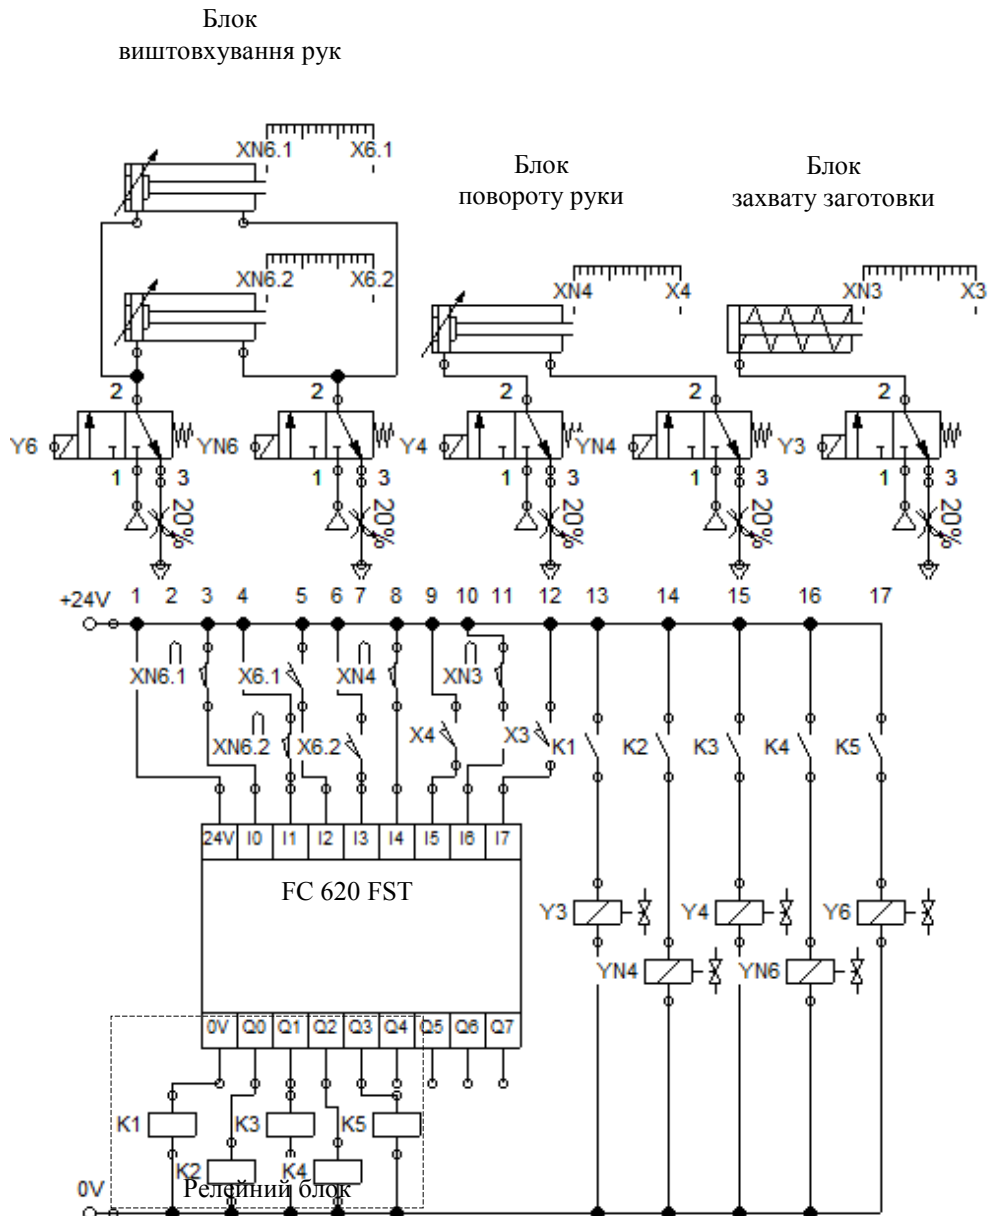 Блок
виштовхування рук
XN6.1 X6.1
Блок
повороту руки
Блок
захвату заготовки
XN6.2 X6.2
XN4 X4
XN3 X3
2 2 2 2 2
Y6 YN6 Y4 YN4 Y3
1 3 1 3 1 3 1 3 1 3
20% 20% 20% 20% 20%
+24V 1 2 3 4 5 6 7 8 9 10 11 12 13 14 15 16 17
XN6.1 X6.1 XN4 XN3
XN6.2 X6.2 X4 X3 K1 K2 K3 K4 K5
24V I0 I1 I2 I3 I4 I5 I6 I7
FC 620 FST
Y3 Y4 Y6
YN4 YN6
0V Q0 Q1 Q2 Q3 Q4 Q5 Q6 Q7
K1 K3 K5
K2 K4
Релейний блок
0V